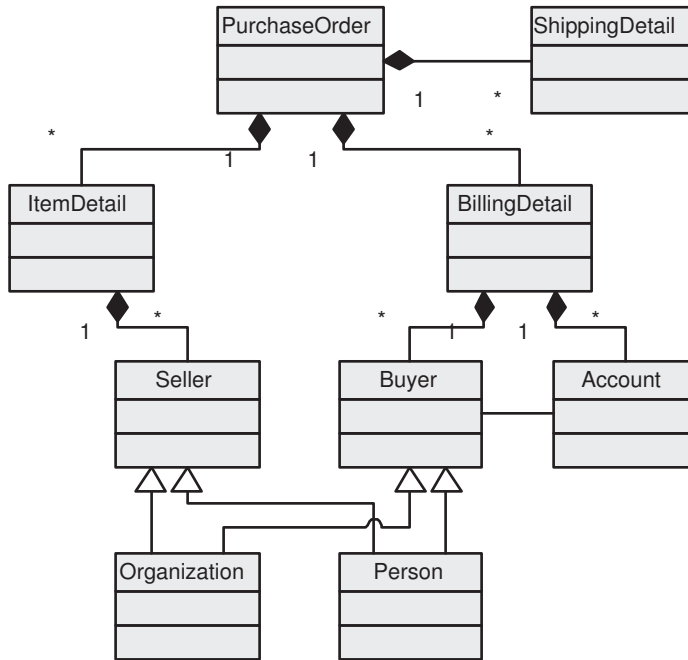 PurchaseOrder
ShippingDetail
1
*
*
1
1
*
ItemDetail
BillingDetail
1
*
*
1
1
*
Seller
Buyer
Account
Organization
Person